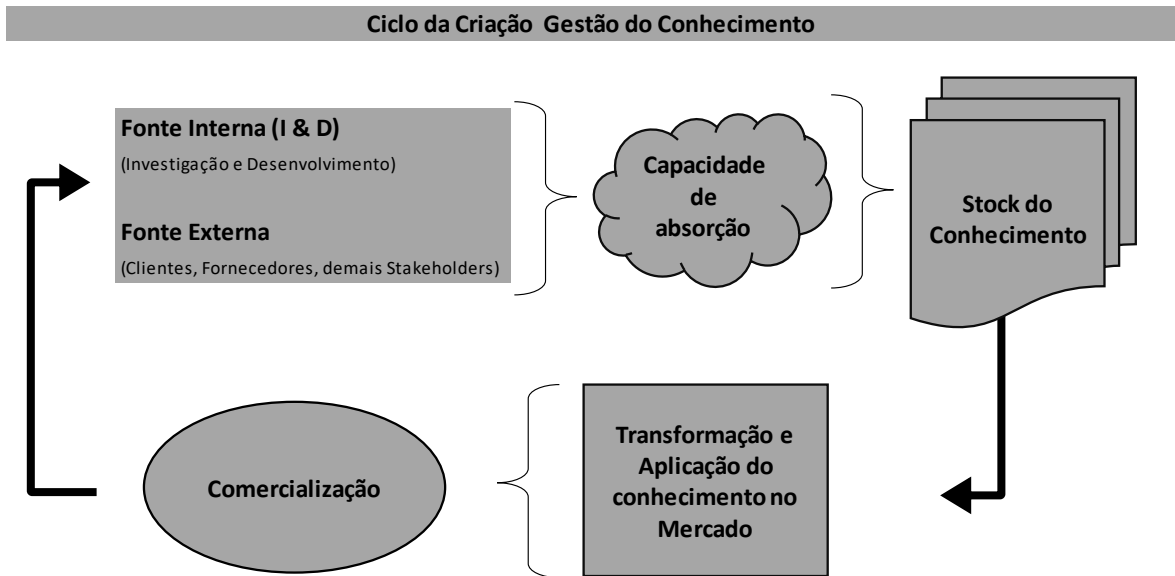 Ciclo da Criação Gestão do Conhecimento
Fonte Interna (I & D)
(Investigação e Desenvolvimento)
Fonte Externa
(Clientes, Fornecedores, demais Stakeholders)
Capacidade
de
absorção
Stock do
Conhecimento
Comercialização
Transformação e
Aplicação do
conhecimento no
Mercado